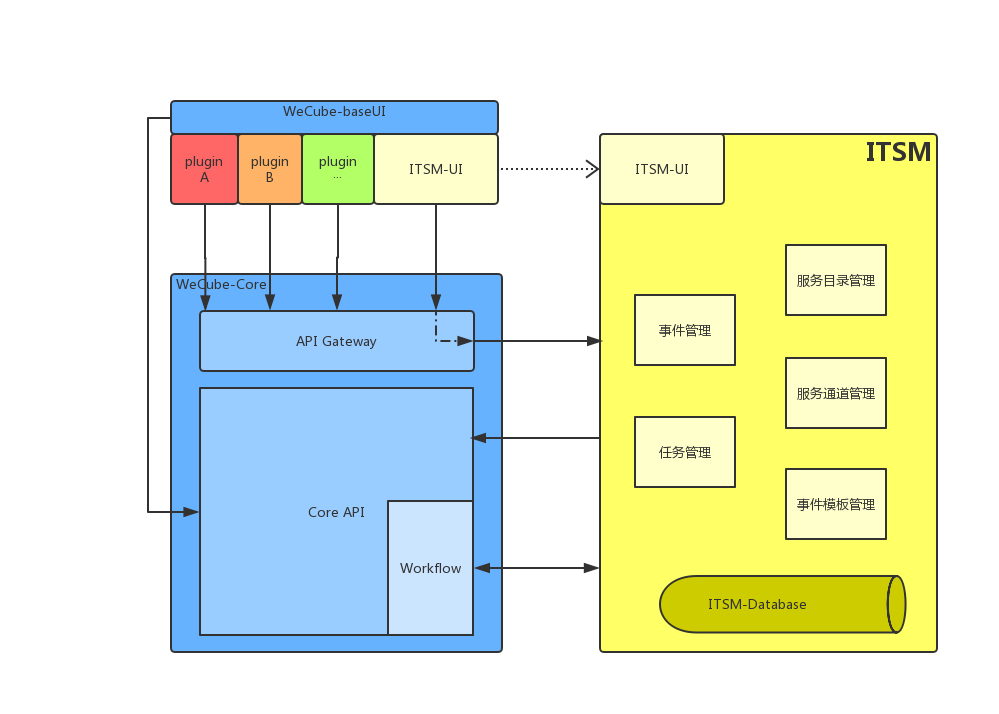 WeCube-baseUI
plugin
A
plugin
B
plugin
...
ITSM-UI
ITSM-UI
ITSM
WeCube-Core
API Gateway
Core API
Workflow
服务目录管理
事件管理
服务通道管理
任务管理
事件模板管理
ITSM-Database